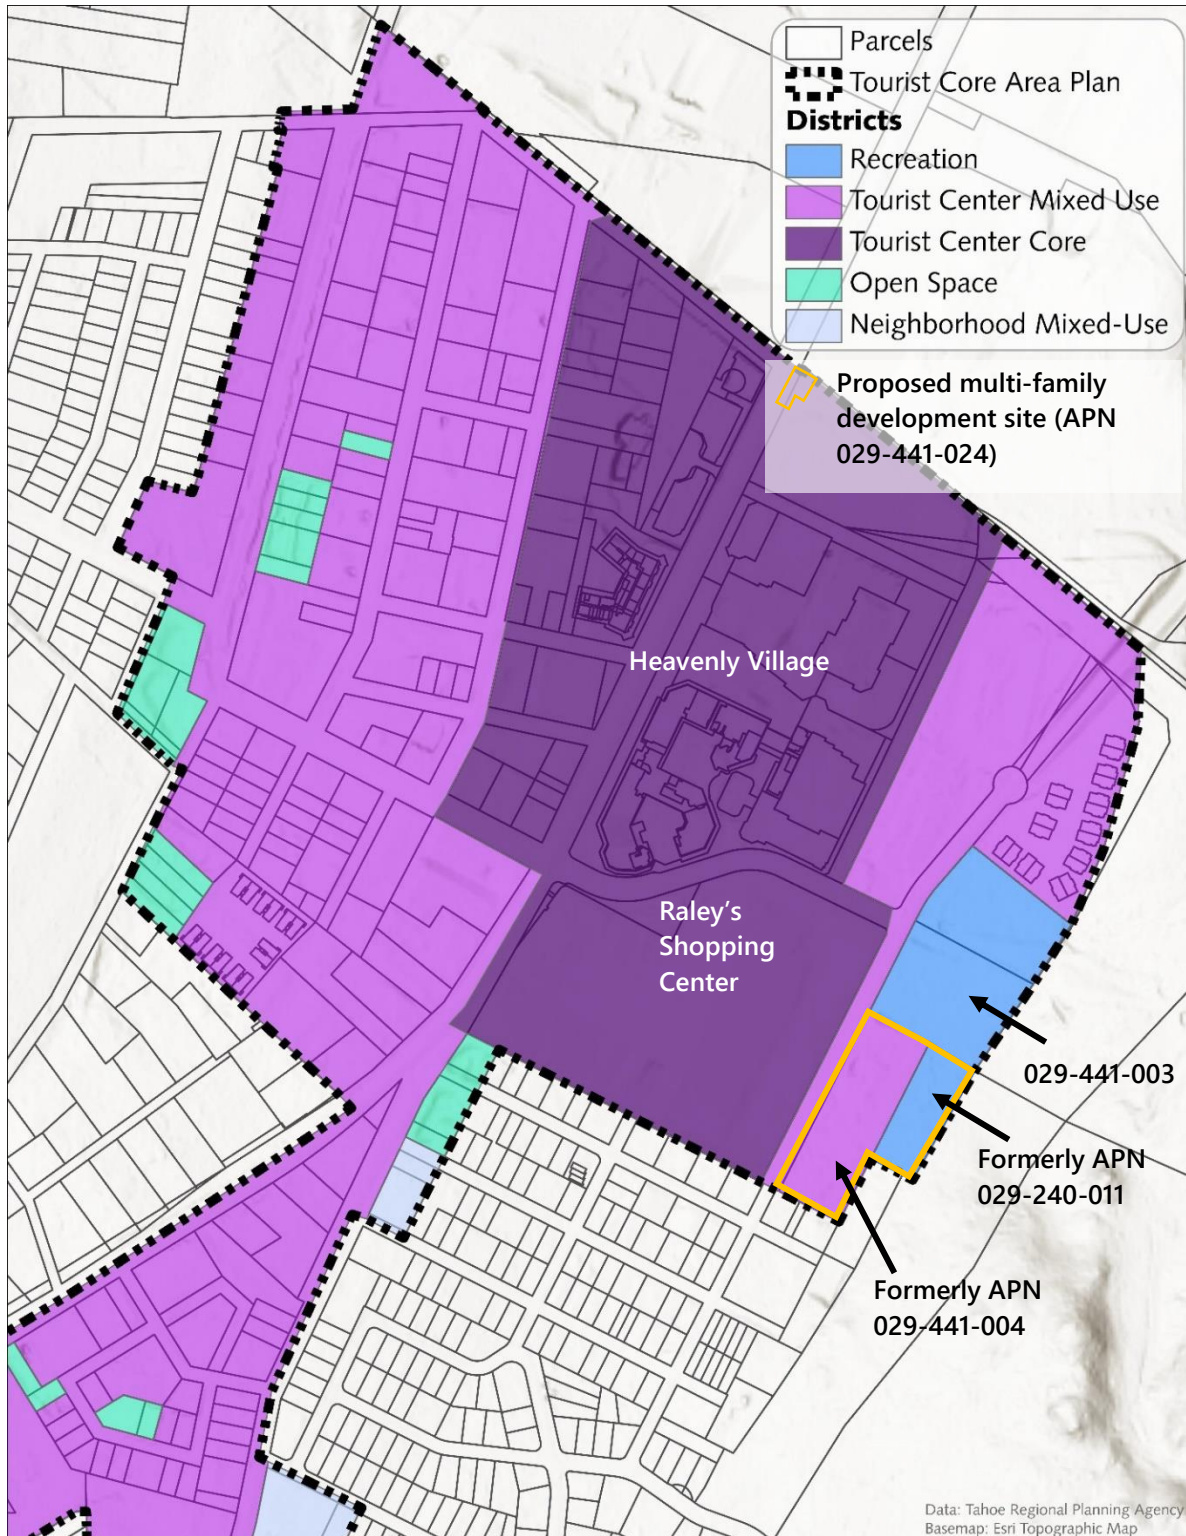 Parcels
Tourist Core Area Plan
Districts
Recreation
Tourist Center Mixed Use
Tourist Center Core
Open Space
Neighborhood Mixed-Use
Proposed multi-family
development site (APN
029-441-024)
Heavenly Village
Raley’s
Shopping
Center
029-441-003
Formerly APN
029-240-011
Formerly APN
029-441-004
Data: Tahoe Regional Planning Agency
Basemap: Esri Topographic Map